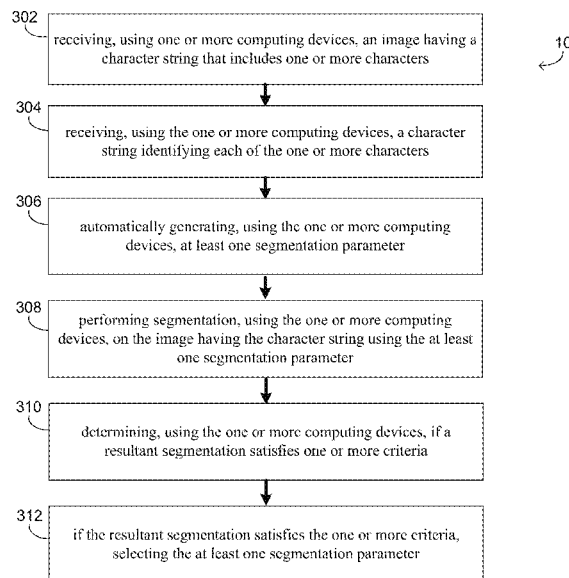 302
receiving, using one or more computing devices, an image having a
character string that includes one or more characters
10
304
receiving, using the one or more computing devices, a character
string identifying each of the one or more characters
306
automatically generating, using the one or more computing
devices, at least one segmentation parameter
308
performing segmentation, using the one or more computing
devices, on the image having the character string using the at least
one segmentation parameter
310
determining, using the one or more computing devices, if a
resultant segmentation satisfies one or more criteria
312
if the resultant segmentation satisfies the one or more criteria,
selecting the at least one segmentation parameter